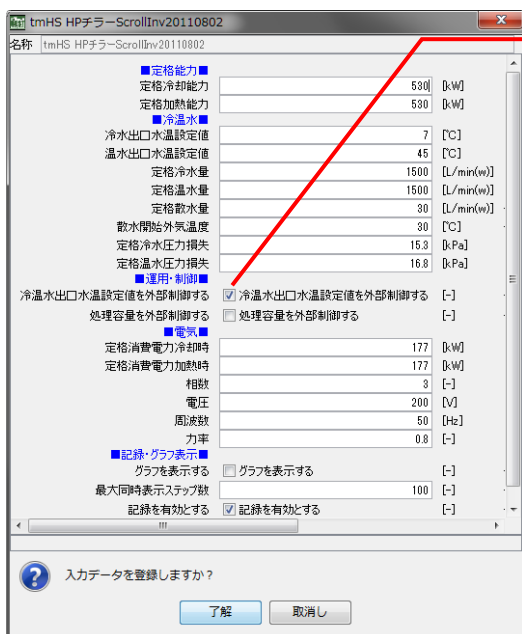 tmHS HPチラーScrollInv20110802
名称 tmHS HPチラーScrollInv20110802
■定格能力■
定格冷却能力 530 [kW]
定格加熱能力 530 [kW]
■冷温水■
冷水出口水温設定値 7 [℃]
温水出口水温設定値 45 [℃]
定格冷水量 1500 [L/min(w)]
定格温水量 1500 [L/min(w)]
定格散水量 30 [L/min(w)]
散水開始外気温度 30 [℃]
定格冷水圧力損失 15.3 [kPa]
定格温水圧力損失 16.8 [kPa]
■運用・制御■
冷温水出口水温設定値を外部制御する 冷温水出口水温設定値を外部制御する [-]
処理容量を外部制御する 処理容量を外部制御する [-]
■電気■
定格消費電力冷却時 177 [kW]
定格消費電力加熱時 177 [kW]
相数 3 [-]
電圧 200 [V]
周波数 50 [Hz]
力率 0.8 [-]
■記録・グラフ表示■
グラフを表示する グラフを表示する [-]
最大同時表示ステップ数 100 [-]
記録を有効とする 記録を有効とする [-]
入力データを登録しますか？
了解 取消し